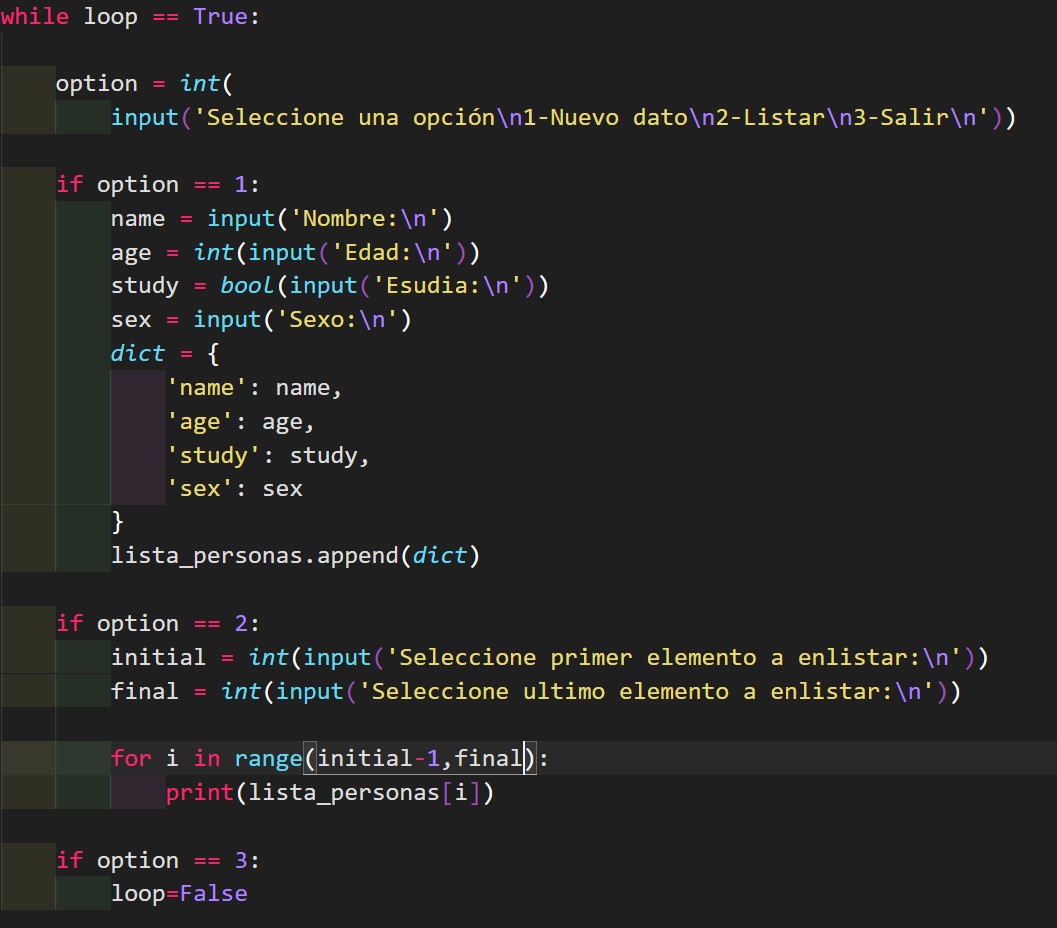 while loop == True:
    option = int(
        input('Seleccione una opción\n1-Nuevo dato\n2-Listar\n3-Salir\n'))
    if option == 1:
        name = input('Nombre:\n')
        age = int(input('Edad:\n'))
        study = bool(input('Esudia:\n'))
        sex = input('Sexo:\n')
        dict = {
            'name': name,
            'age': age,
            'study': study,
            'sex': sex
        }
        lista_personas.append(dict)
    if option == 2:
        initial = int(input('Seleccione primer elemento a enlistar:\n'))
        final = int(input('Seleccione ultimo elemento a enlistar:\n'))
        for i in range(initial-1,final):
            print(lista_personas[i])
    if option == 3:
        loop=False